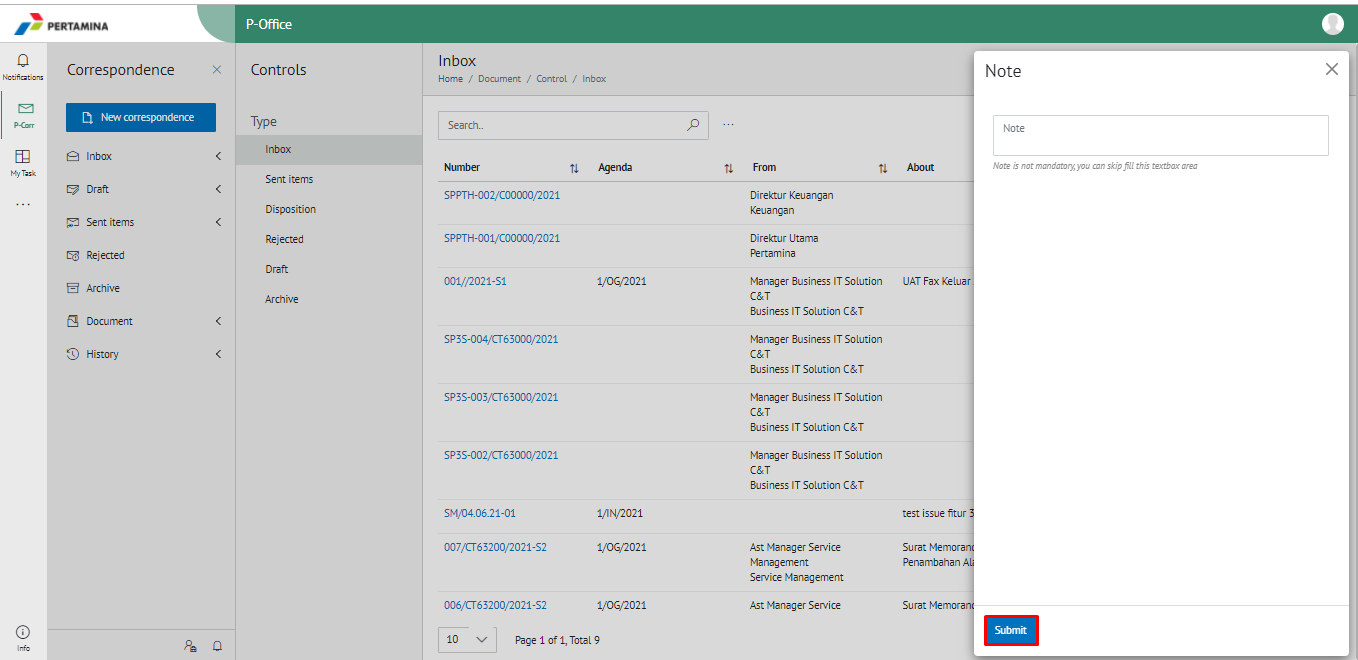 PERTAMINA
P-Office
Notifications
P-Corr
My Task
...
Info
Correspondence
New correspondence
Inbox
Draft
Sent items
Rejected
Archive
Document
History
Controls
Type
Inbox
Sent items
Disposition
Rejected
Draft
Archive
Inbox
Home / Document / Control / Inbox
Search..
...
Number Agenda From About
SPPTH-002/C00000/2021 Direktur Keuangan
Keuangan
SPPTH-001/C00000/2021 Direktur Utama
Pertamina
001//2021-S1 1/OG/2021 Manager Business IT Solution UAT Fax Keluar
C&T
Business IT Solution C&T
SP3S-004/CT63000/2021 Manager Business IT Solution
C&T
Business IT Solution C&T
SP3S-003/CT63000/2021 Manager Business IT Solution
C&T
Business IT Solution C&T
SP3S-002/CT63000/2021 Manager Business IT Solution
C&T
Business IT Solution C&T
SM/04.06.21-01 1/IN/2021 test issue fitur 3
007/CT63200/2021-S2 1/OG/2021 Ast Manager Service Surat Memorand
Management Penambahan Ala
Service Management
006/CT63200/2021-S2 1/OG/2021 Ast Manager Service Surat Memorand
10 Page 1 of 1, Total 9
Note
Note
Note is not mandatory, you can skip fill this textbox area
Submit